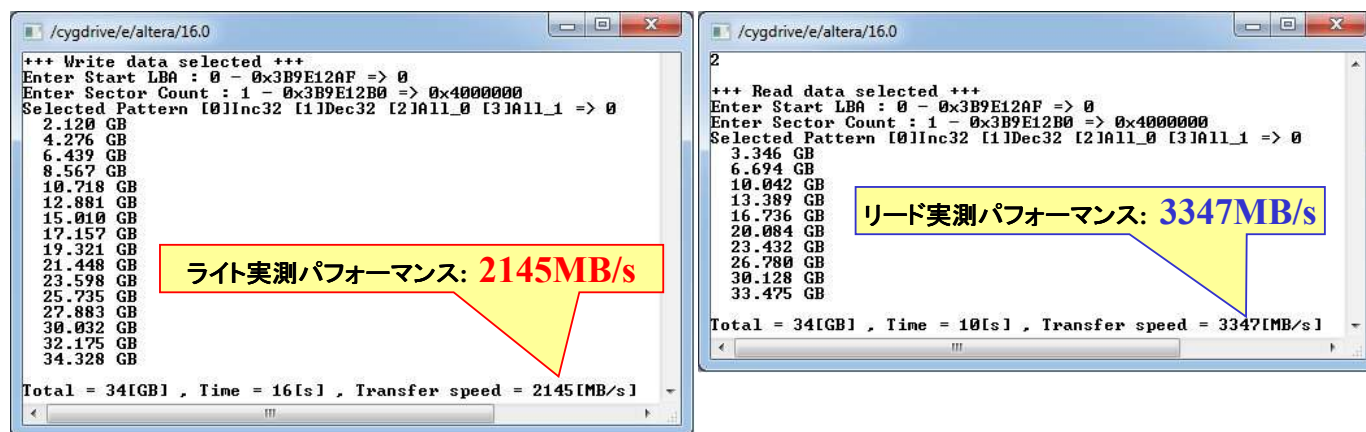 /cygdrive/e/altera/16.0
+++ Write data selected +++
Enter Start LBA : 0 - 0x3B9E12AF => 0
Enter Sector Count : 1 - 0x3B9E12B0 => 0x4000000
Selected Pattern [0]Inc32 [1]Dec32 [2]All_0 [3]All_1 => 0
2.120 GB
4.276 GB
6.439 GB
8.567 GB
10.718 GB
12.881 GB
15.010 GB
17.157 GB
19.321 GB
21.448 GB
23.598 GB
25.735 GB
27.883 GB
30.032 GB
32.175 GB
34.328 GB
ライト実測パフォーマンス: 2145MB/s
Total = 34[GB] , Time = 16[s] , Transfer speed = 2145[MB/s]
/cygdrive/e/altera/16.0
2
+++ Read data selected +++
Enter Start LBA : 0 - 0x3B9E12AF => 0
Enter Sector Count : 1 - 0x3B9E12B0 => 0x4000000
Selected Pattern [0]Inc32 [1]Dec32 [2]All_0 [3]All_1 => 0
3.346 GB
6.694 GB
10.042 GB
13.389 GB
16.736 GB
20.084 GB
23.432 GB
26.780 GB
30.128 GB
33.475 GB
リード実測パフォーマンス: 3347MB/s
Total = 34[GB] , Time = 10[s] , Transfer speed = 3347[MB/s]